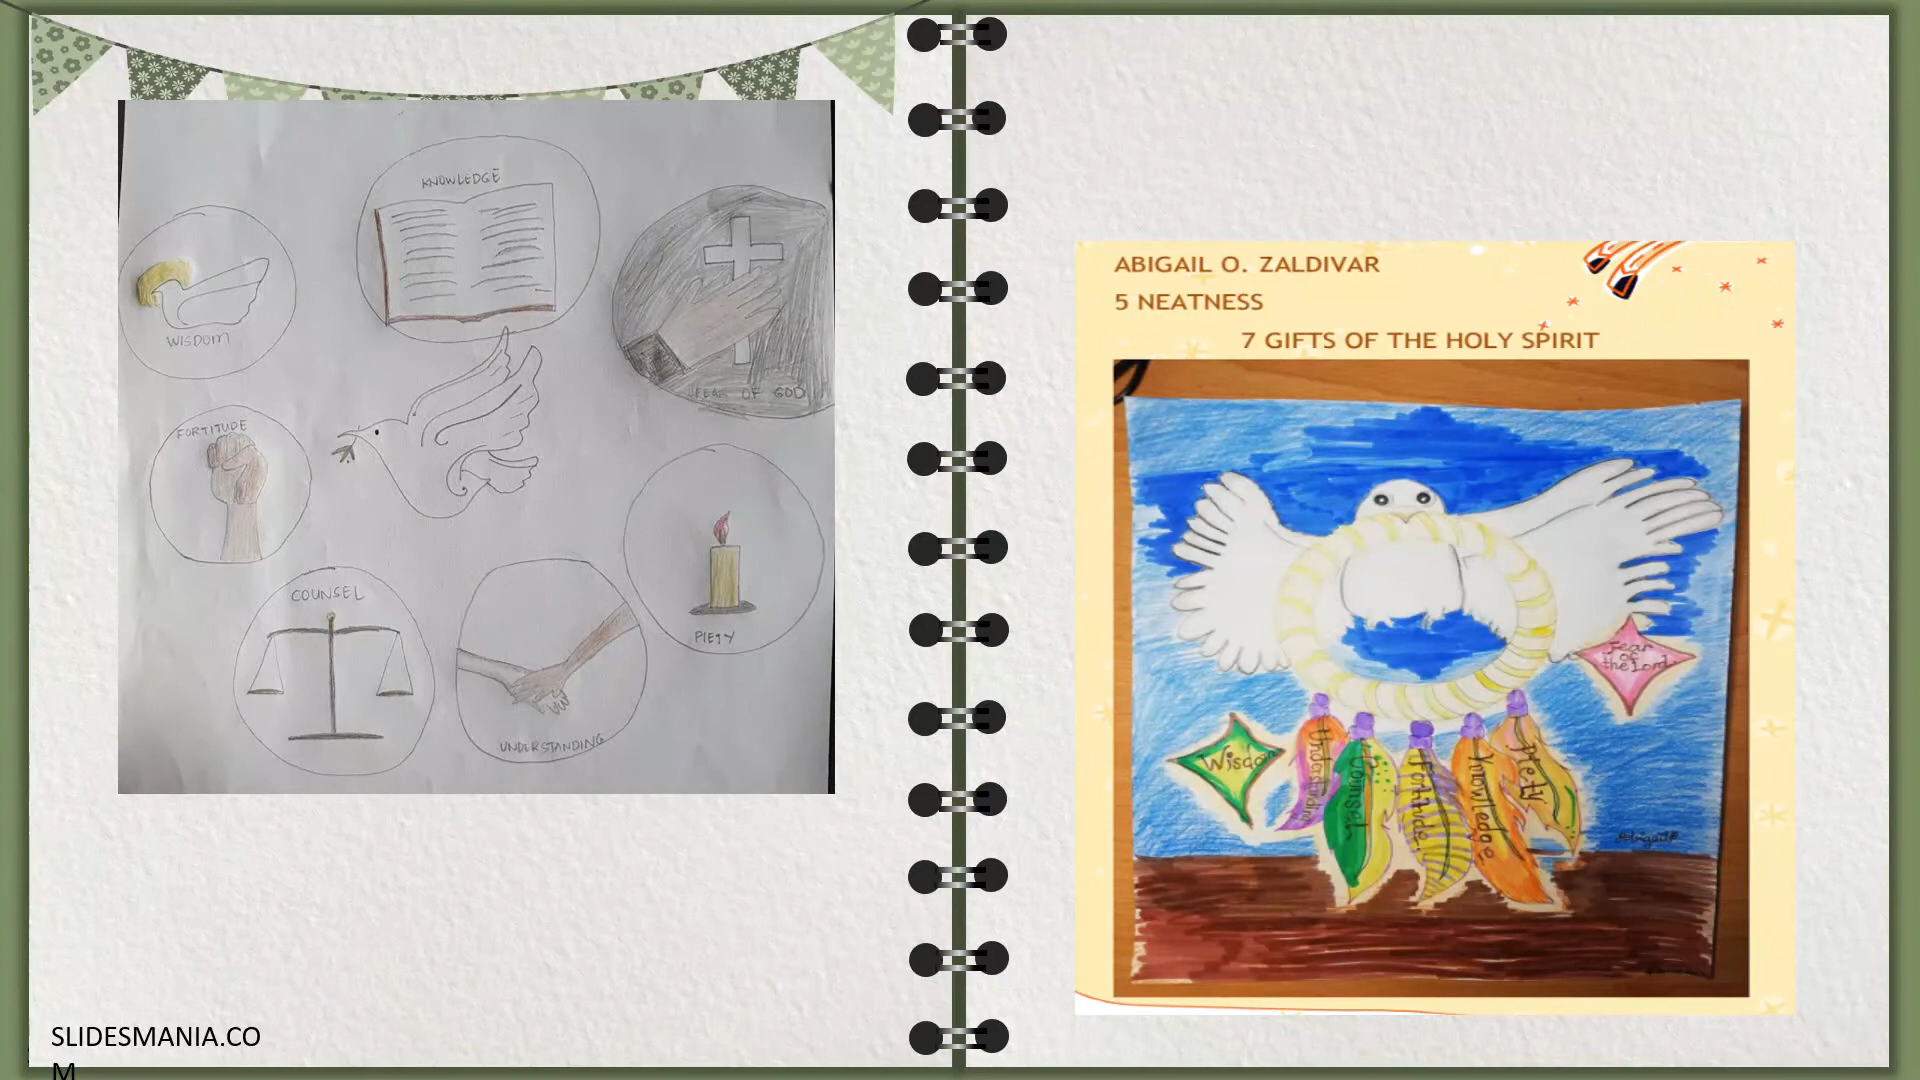 KNOWLEDGE
WISDOM
FEAR OF GOD
FORTITUDE
COUNSEL
PIETY
UNDERSTANDING
SLIDESMANIA.CO
M
ABIGAIL O. ZALDIVAR
5 NEATNESS
7 GIFTS OF THE HOLY SPIRIT
Fear
of
the Lord
Wisdom
Understanding
Counsel
Fortitude
Knowledge
Piety